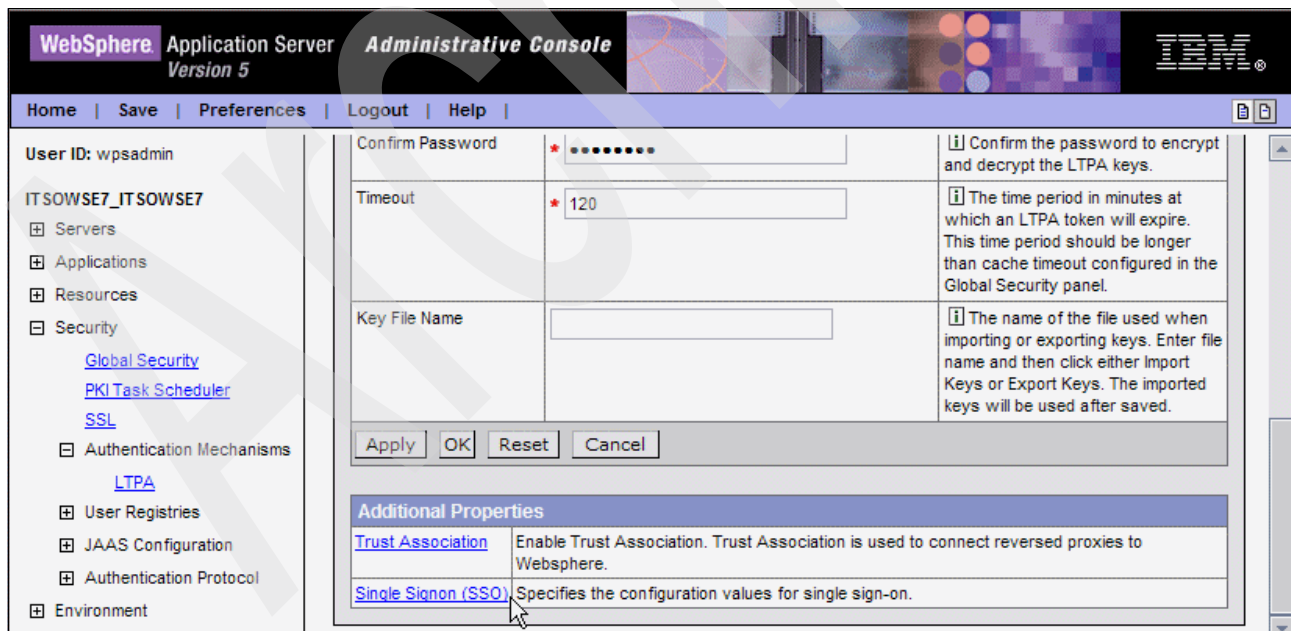 WebSphere. Application Server Administrative Console
Version 5
IBM®
Home | Save | Preferences | Logout | Help |
User ID: wpsadmin
ITSOWSE7_ITSOWSE7
Servers
Applications
Resources
Security
Global Security
PKI Task Scheduler
SSL
Authentication Mechanisms
LTPA
User Registries
JAAS Configuration
Authentication Protocol
Environment
Confirm Password
* ●●●●●●●●
Confirm the password to encrypt
and decrypt the LTPA keys.
Timeout
* 120
The time period in minutes at
which an LTPA token will expire.
This time period should be longer
than cache timeout configured in the
Global Security panel.
Key File Name
The name of the file used when
importing or exporting keys. Enter file
name and then click either Import
Keys or Export Keys. The imported
keys will be used after saved.
Apply OK Reset Cancel
Additional Properties
Trust Association Enable Trust Association. Trust Association is used to connect reversed proxies to
Websphere.
Single Signon (SSO) Specifies the configuration values for single sign-on.